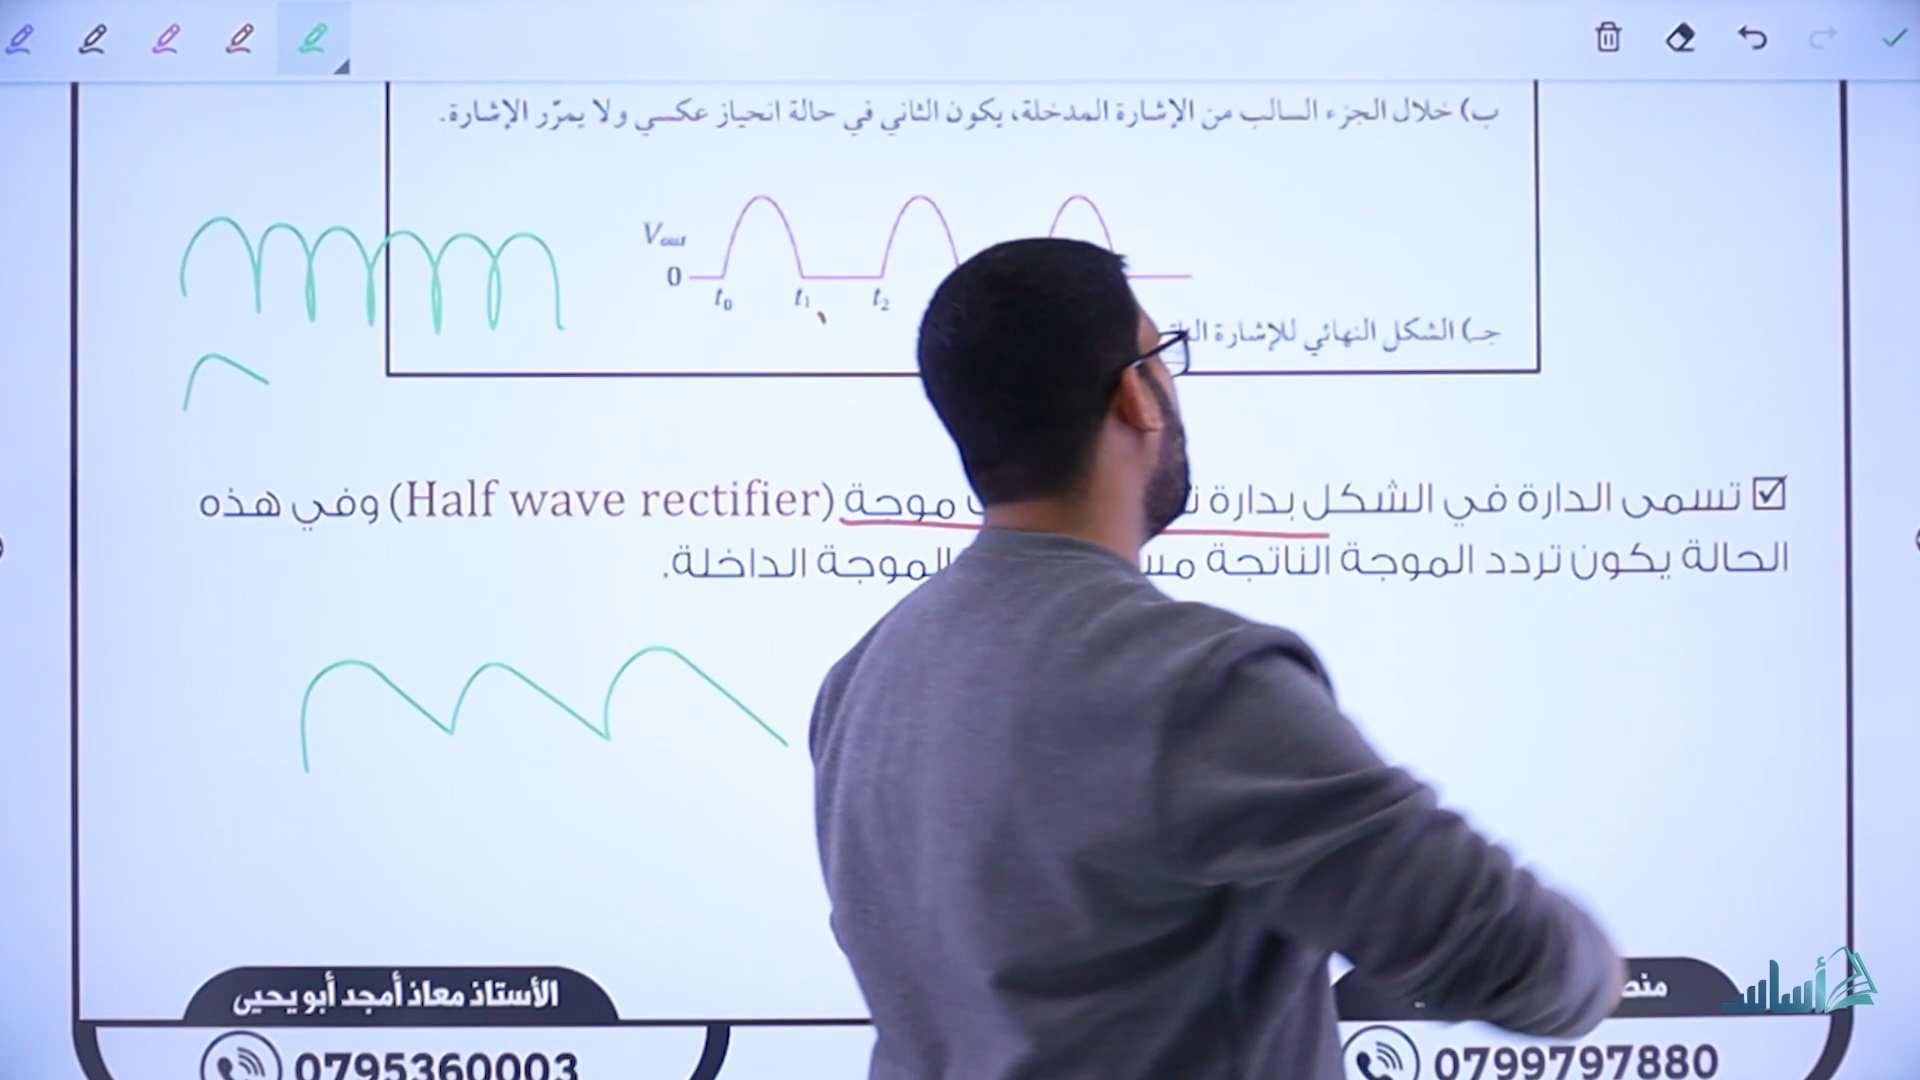 ب) خلال الجزء السالب من الإشارة المدخلة، يكون الثاني في حالة انحياز عكسي ولا يمرّر الإشارة.
Vout
0
t0 t1 t2
جـ) الشكل النهائي للإشارة
تسمى الدارة في الشكل بدارة موجة (Half wave rectifier) وفي هذه
الحالة يكون تردد الموجة الناتجة الموجة الداخلة.
الأستاذ معاذ أمجد أبو يحيى
أساس
0795360003
0799797880